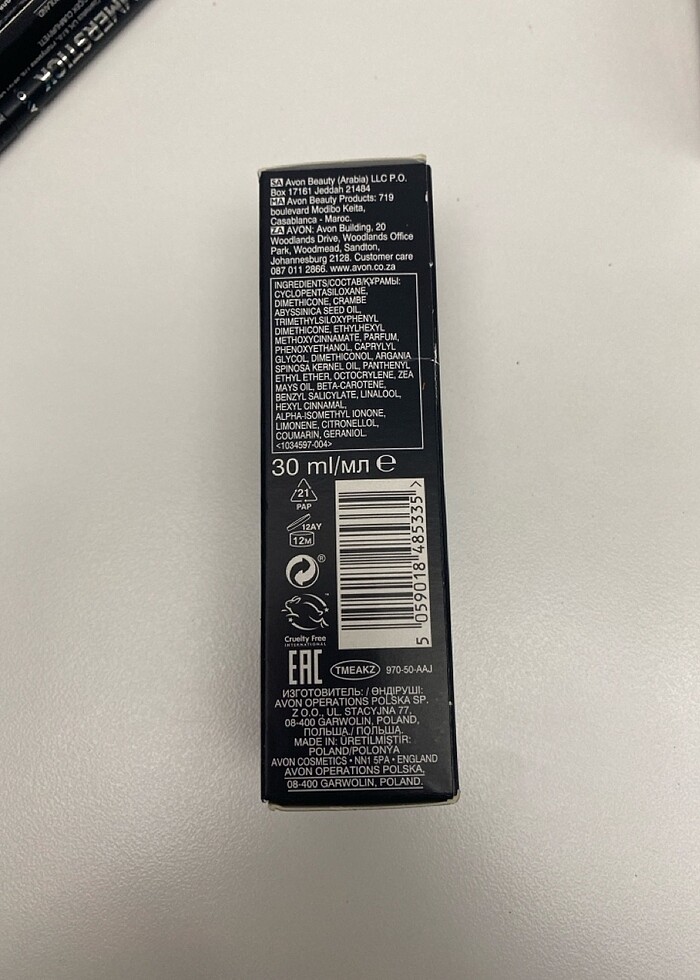 MERSTICK
SA Avon Beauty (Arabia) LLC P.O.
Box 17161 Jeddah 21484
MA Avon Beauty Products: 719
boulevard Modibo Keita,
Casablanca - Maroc.
ZA AVON: Avon Building, 20
Woodlands Drive, Woodlands Office
Park, Woodmead, Sandton,
Johannesburg 2128. Customer care
087 011 2866. www.avon.co.za
INGREDIENTS/СОСТАВ/ҚҰРАМЫ:
CYCLOPENTASILOXANE,
DIMETHICONE, CRAMBE
ABYSSINICA SEED OIL,
TRIMETHYLSILOXYPHENYL
DIMETHICONE, ETHYLHEXYL
METHOXYCINNAMATE, PARFUM,
PHENOXYETHANOL, CAPRYLYL
GLYCOL, DIMETHICONOL, ARGANIA
SPINOSA KERNEL OIL, PANTHENYL
ETHYL ETHER, OCTOCRYLENE, ZEA
MAYS OIL, BETA-CAROTENE,
BENZYL SALICYLATE, LINALOOL,
HEXYL CINNAMAL,
ALPHA-ISOMETHYL IONONE,
LIMONENE, CITRONELLOL,
COUMARIN, GERANIOL.
<1034597-004>
30 ml/мл ℮
21
PAP
12AY
12M
®
Cruelty Free
INTERNATIONAL
5 059018 485335 >
EAC
TMEAKZ 970-50-AAJ
ИЗГОТОВИТЕЛЬ: / ӨНДІРУШІ:
AVON OPERATIONS POLSKA SP.
Z O.O., UL. STACYJNA 77,
08-400 GARWOLIN, POLAND,
ПОЛЬША./ ПОЛЬША.
MADE IN: ÜRETİLMİŞTİR:
POLAND/POLONYA
AVON COSMETICS • NN1 5PA • ENGLAND
AVON OPERATIONS POLSKA,
08-400 GARWOLIN, POLAND.